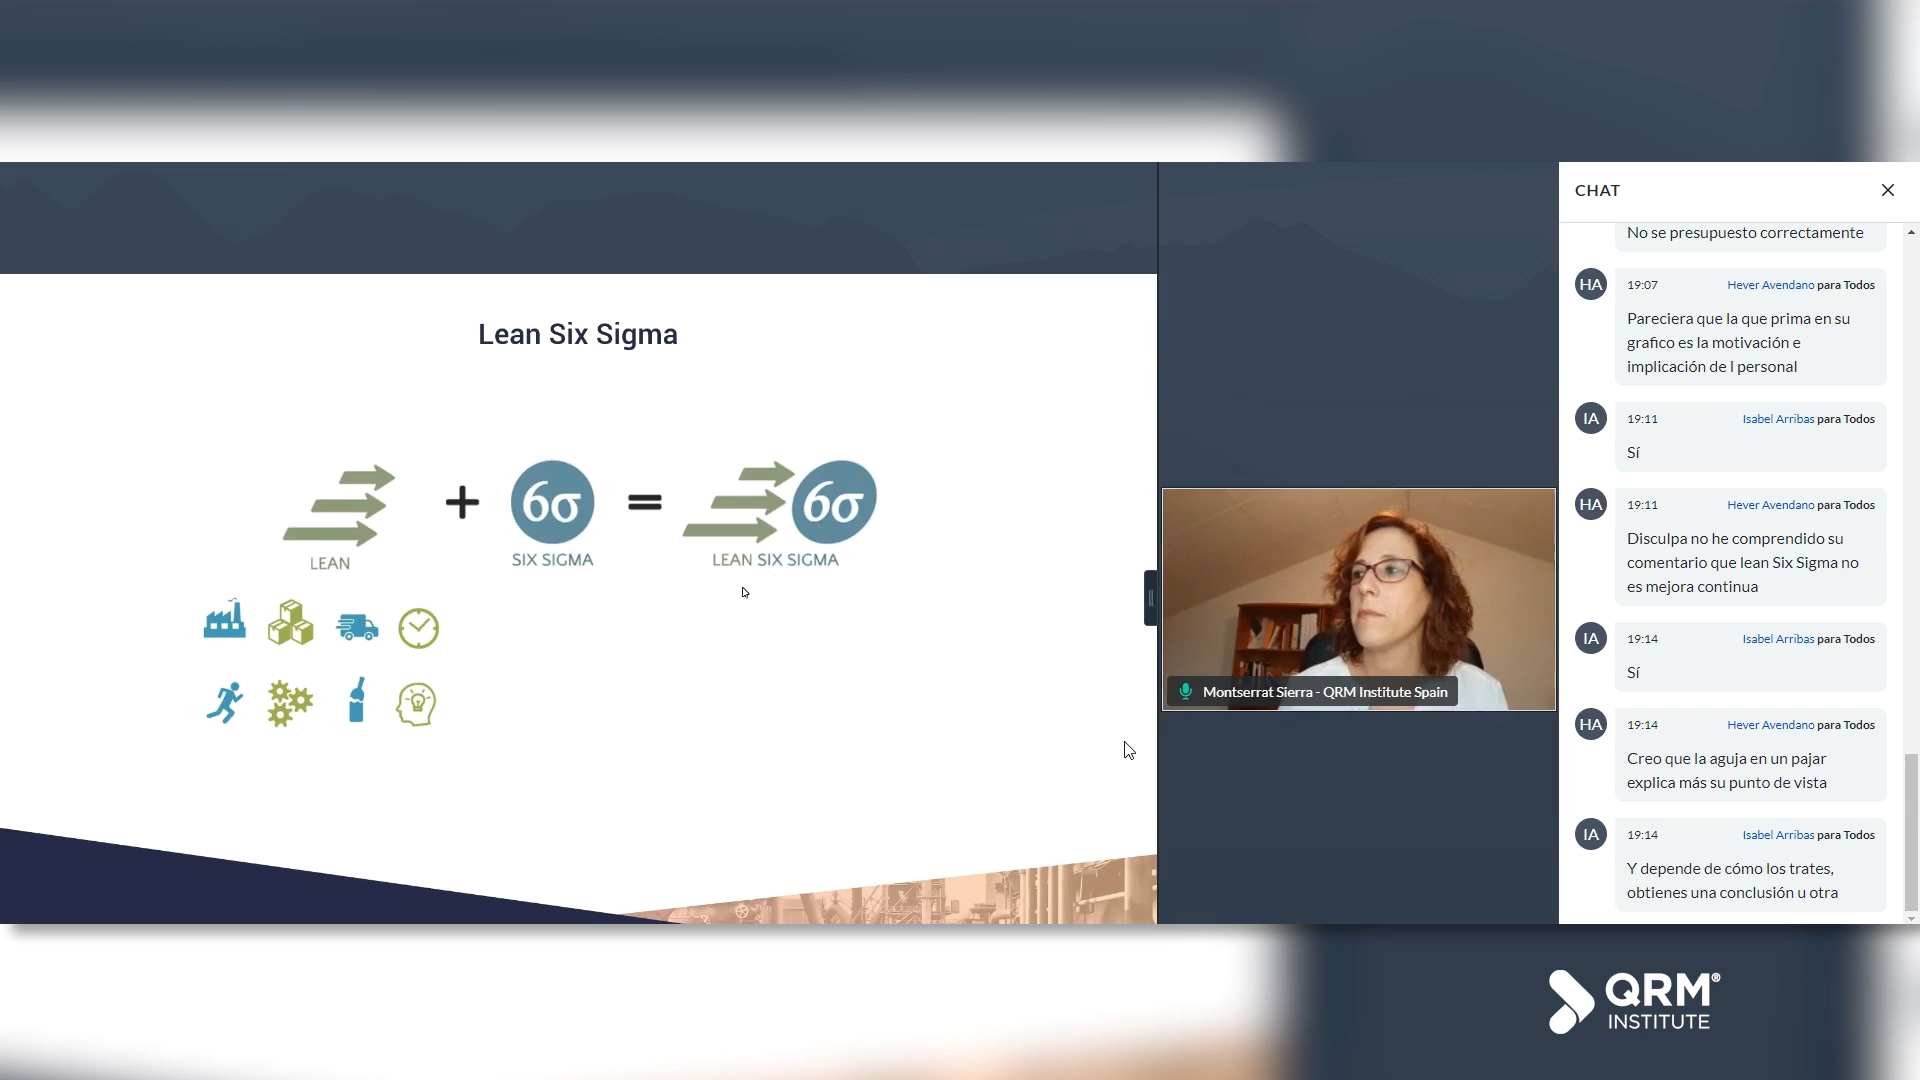 Lean Six Sigma
LEAN
+
6σ
SIX SIGMA
=
6σ
LEAN SIX SIGMA
Montserrat Sierra - QRM Institute Spain
CHAT
No se presupuesto correctamente
HA
19:07 Hever Avendano para Todos
Pareciera que la que prima en su
grafico es la motivación e
implicación de l personal
IA
19:11 Isabel Arribas para Todos
Sí
HA
19:11 Hever Avendano para Todos
Disculpa no he comprendido su
comentario que lean Six Sigma no
es mejora continua
IA
19:14 Isabel Arribas para Todos
Sí
HA
19:14 Hever Avendano para Todos
Creo que la aguja en un pajar
explica más su punto de vista
IA
19:14 Isabel Arribas para Todos
Y depende de cómo los trates,
obtienes una conclusión u otra
QRM®
INSTITUTE